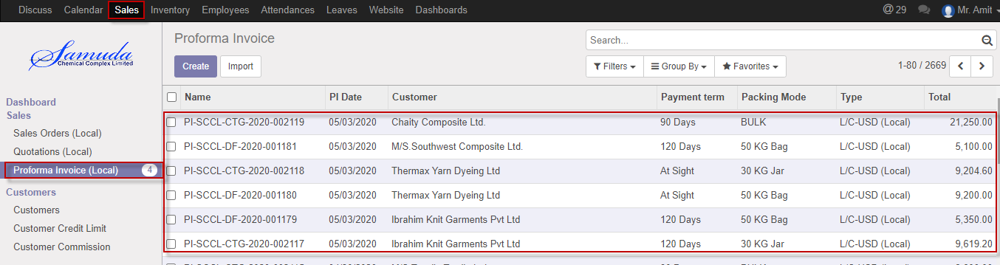 Discuss Calendar Sales Inventory Employees Attendances Leaves Website Dashboards @ 29 Mr. Amit
Samuda
Chemical Complex Limited
Proforma Invoice
Search...
Create Import
Filters Group By Favorites 1-80 / 2669
Dashboard
Sales
Sales Orders (Local)
Quotations (Local)
Proforma Invoice (Local) 4
Customers
Customers
Customer Credit Limit
Customer Commission
Name PI Date Customer Payment term Packing Mode Type Total
PI-SCCL-CTG-2020-002119 05/03/2020 Chaity Composite Ltd. 90 Days BULK L/C-USD (Local) 21,250.00
PI-SCCL-DF-2020-001181 05/03/2020 M/S.Southwest Composite Ltd. 120 Days 50 KG Bag L/C-USD (Local) 5,100.00
PI-SCCL-CTG-2020-002118 05/03/2020 Thermax Yarn Dyeing Ltd At Sight 30 KG Jar L/C-USD (Local) 9,204.60
PI-SCCL-DF-2020-001180 05/03/2020 Thermax Yarn Dyeing Ltd At Sight 50 KG Bag L/C-USD (Local) 9,200.00
PI-SCCL-DF-2020-001179 05/03/2020 Ibrahim Knit Garments Pvt Ltd 120 Days 50 KG Bag L/C-USD (Local) 5,350.00
PI-SCCL-CTG-2020-002117 05/03/2020 Ibrahim Knit Garments Pvt Ltd 120 Days 30 KG Jar L/C-USD (Local) 9,619.20